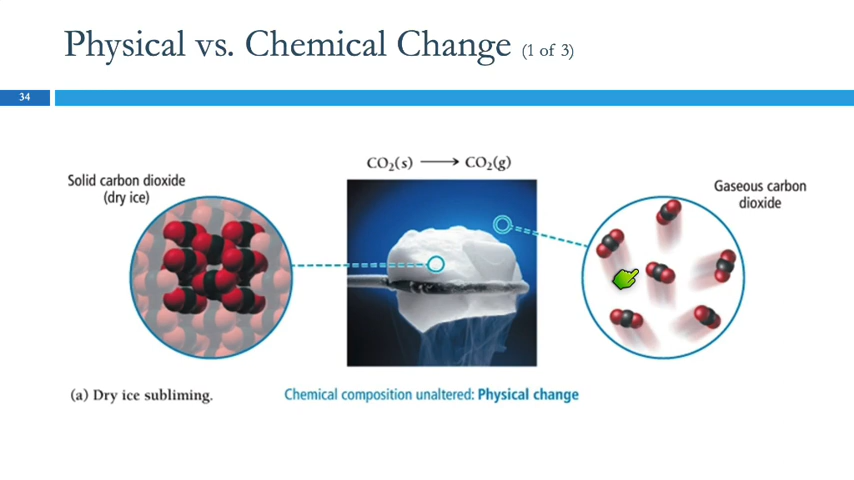 Physical vs. Chemical Change (1 of 3)
34
CO₂(s) ⟶ CO₂(g)
Solid carbon dioxide
(dry ice)
Gaseous carbon
dioxide
(a) Dry ice subliming.
Chemical composition unaltered: Physical change